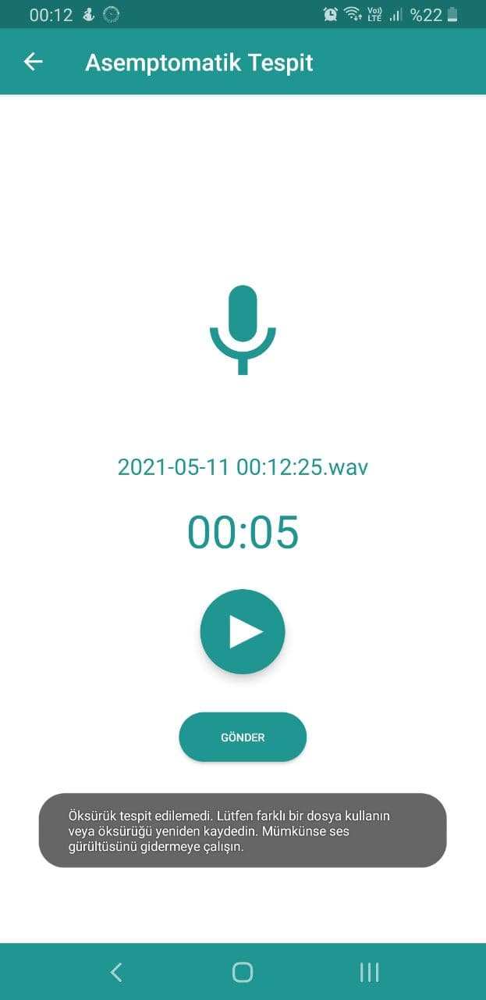 00:12 Vo)) LTE %22
Asemptomatik Tespit
2021-05-11 00:12:25.wav
00:05
GÖNDER
Öksürük tespit edilemedi. Lütfen farklı bir dosya kullanın
veya öksürüğü yeniden kaydedin. Mümkünse ses
gürültüsünü gidermeye çalışın.